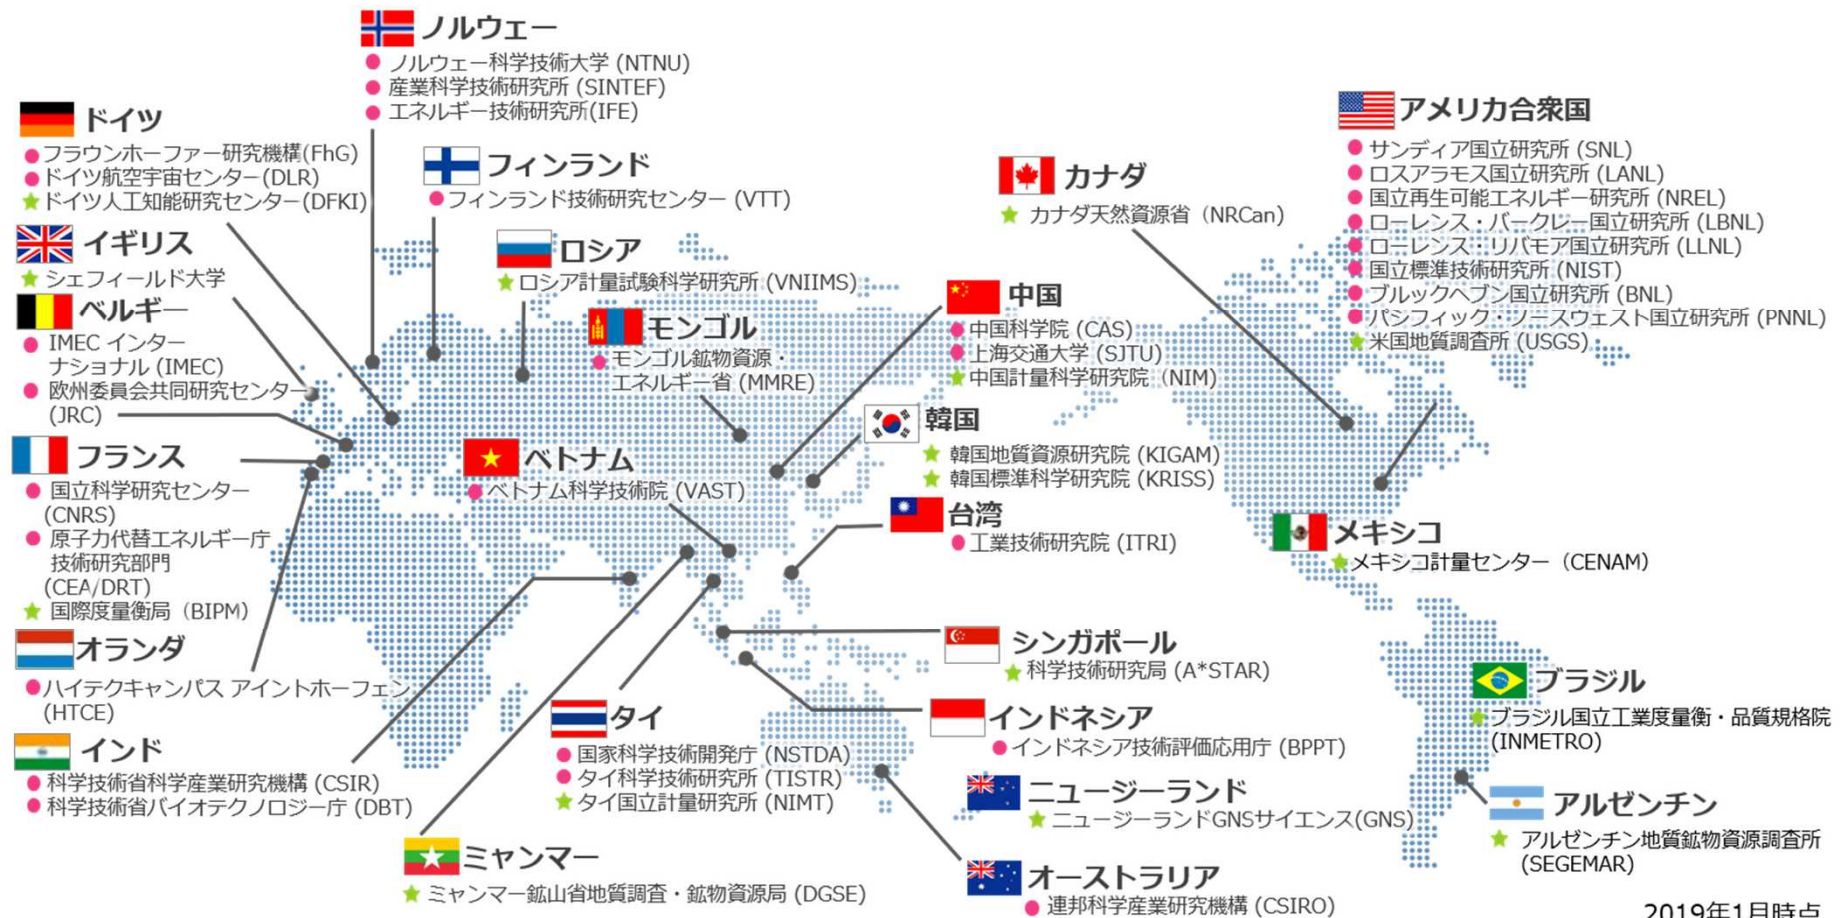 ノルウェー
ノルウェー科学技術大学 (NTNU)
産業科学技術研究所 (SINTEF)
エネルギー技術研究所(IFE)
ドイツ
フラウンホーファー研究機構(FhG)
ドイツ航空宇宙センター(DLR)
ドイツ人工知能研究センター(DFKI)
フィンランド
フィンランド技術研究センター (VTT)
イギリス
シェフィールド大学
ロシア
ロシア計量試験科学研究所 (VNIIMS)
ベルギー
IMEC インター
ナショナル (IMEC)
欧州委員会共同研究センター
(JRC)
モンゴル
モンゴル鉱物資源・
エネルギー省 (MMRE)
フランス
国立科学研究センター
(CNRS)
原子力代替エネルギー庁
技術研究部門
(CEA/DRT)
国際度量衡局（BIPM)
ベトナム
ベトナム科学技術院 (VAST)
オランダ
ハイテクキャンパス アイントホーフェン
(HTCE)
インド
科学技術省科学産業研究機構 (CSIR)
科学技術省バイオテクノロジー庁 (DBT)
タイ
国家科学技術開発庁 (NSTDA)
タイ科学技術研究所 (TISTR)
タイ国立計量研究所 (NIMT)
ミャンマー
ミャンマー鉱山省地質調査・鉱物資源局 (DGSE)
カナダ
カナダ天然資源省（NRCan)
中国
中国科学院 (CAS)
上海交通大学 (SJTU)
中国計量科学研究院（NIM)
韓国
韓国地質資源研究院 (KIGAM)
韓国標準科学研究院 (KRISS)
台湾
工業技術研究院 (ITRI)
シンガポール
科学技術研究局 (A*STAR)
インドネシア
インドネシア技術評価応用庁 (BPPT)
ニュージーランド
ニュージーランドGNSサイエンス(GNS)
オーストラリア
連邦科学産業研究機構 (CSIRO)
アメリカ合衆国
サンディア国立研究所 (SNL)
ロスアラモス国立研究所 (LANL)
国立再生可能エネルギー研究所 (NREL)
ローレンス・バークレー国立研究所 (LBNL)
ローレンス・リバモア国立研究所 (LLNL)
国立標準技術研究所 (NIST)
ブルックヘブン国立研究所 (BNL)
パシフィック・ノースウェスト国立研究所 (PNNL)
米国地質調査所 (USGS)
メキシコ
メキシコ計量センター（CENAM)
ブラジル
ブラジル国立工業度量衡・品質規格院
(INMETRO)
アルゼンチン
アルゼンチン地質鉱物資源調査所
(SEGEMAR)
2019年1月時点